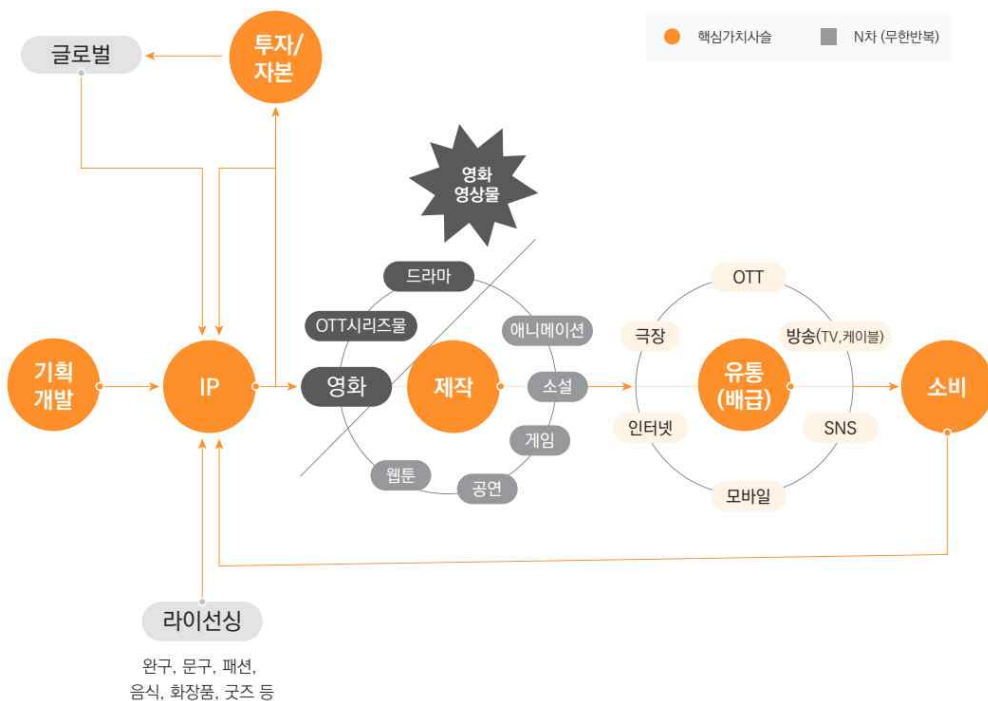 글로벌
투자/
자본
핵심가치사슬
N차 (무한반복)
영화
영상물
드라마
OTT시리즈물
영화
제작
애니메이션
소설
게임
공연
웹툰
기획
개발
IP
OTT
극장
방송(TV,케이블)
유통
(배급)
인터넷
SNS
모바일
소비
라이선싱
완구, 문구, 패션,
음식, 화장품, 굿즈 등